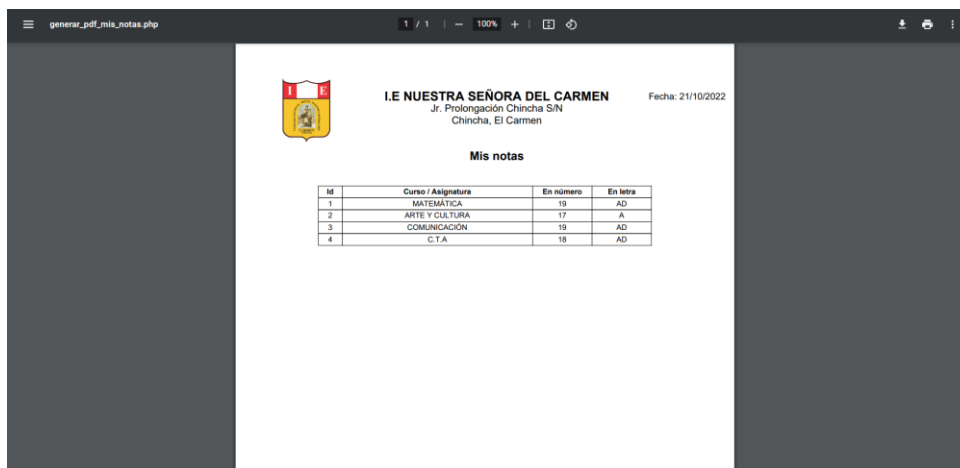 generar_pdf_mis_notas.php
1 / 1 | − 100% + |
I E
I.E NUESTRA SEÑORA DEL CARMEN
Fecha: 21/10/2022
Jr. Prolongación Chincha S/N
Chincha, El Carmen
Mis notas
Id Curso / Asignatura En número En letra
1 MATEMÁTICA 19 AD
2 ARTE Y CULTURA 17 A
3 COMUNICACIÓN 19 AD
4 C.T.A 18 AD